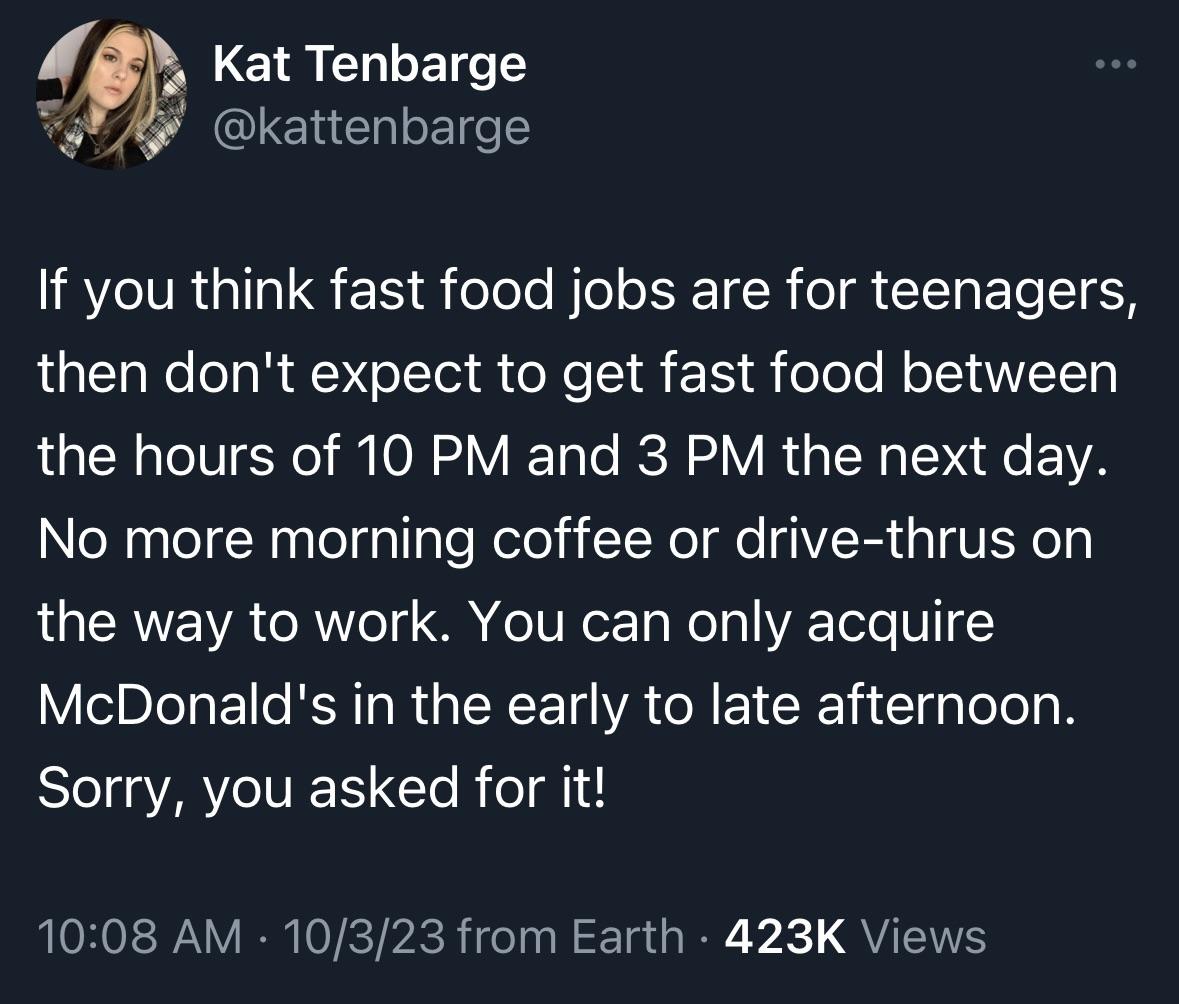 Kat Tenbarge
@kattenbarge
If you think fast food jobs are for teenagers,
then don't expect to get fast food between
the hours of 10 PM and 3 PM the next day.
No more morning coffee or drive-thrus on
the way to work. You can only acquire
McDonald's in the early to late afternoon.
Sorry, you asked for it!
10:08 AM · 10/3/23 from Earth · 423K Views